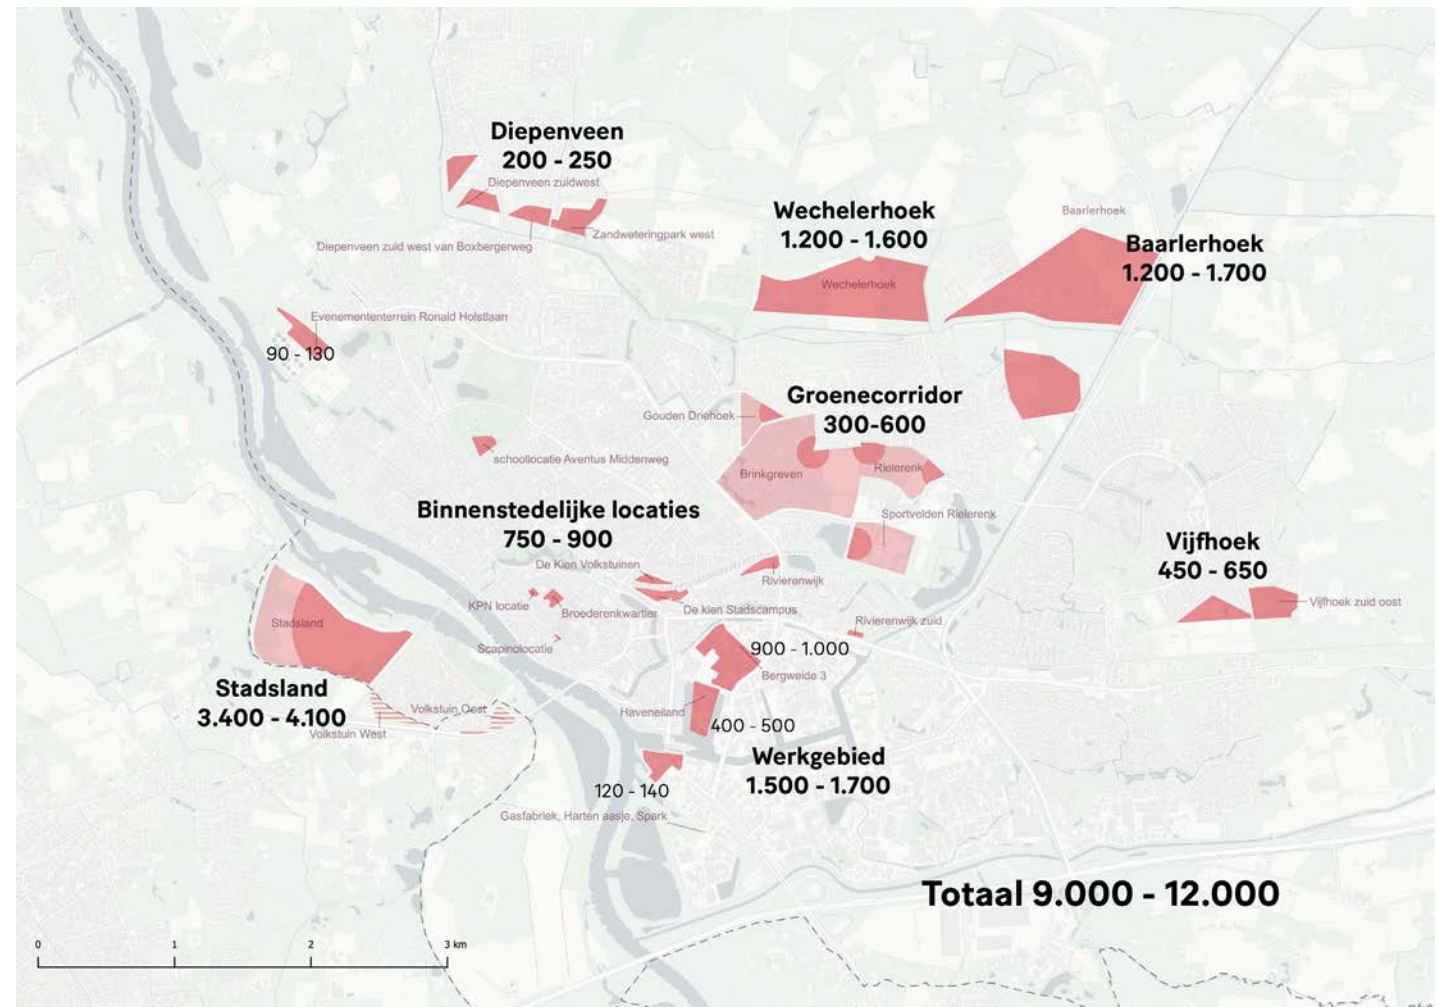 Diepenveen
200 - 250
Diepenveen zuidwest
Diepenveen zuid west van Boxbergerweg
Zandweteringpark west
Wechelerhoek
1.200 - 1.600
Wechelerhoek
Baarlerhoek
Baarlerhoek
1.200 - 1.700
Evenemententerrein Ronald Holstlaan
90 - 130
Groenecorridor
300-600
Gouden Driehoek
Brinkgreven
Rielerenk
schoollocatie Aventus Middenweg
Sportvelden Rielerenk
Binnenstedelijke locaties
750 - 900
De Kien Volkstuinen
Rivierenwijk
KPN locatie
Broederenkwartier
De kien Stadscampus
Scapinolocatie
Rivierenwijk zuid
Vijfhoek
450 - 650
Vijfhoek zuid oost
Stadsland
Stadsland
3.400 - 4.100
Volkstuin Oost
Volkstuin West
900 - 1.000
Bergweide 3
Haveneiland
400 - 500
Werkgebied
1.500 - 1.700
120 - 140
Gasfabriek, Harten aasje, Spark
Totaal 9.000 - 12.000
0 1 2 3 km